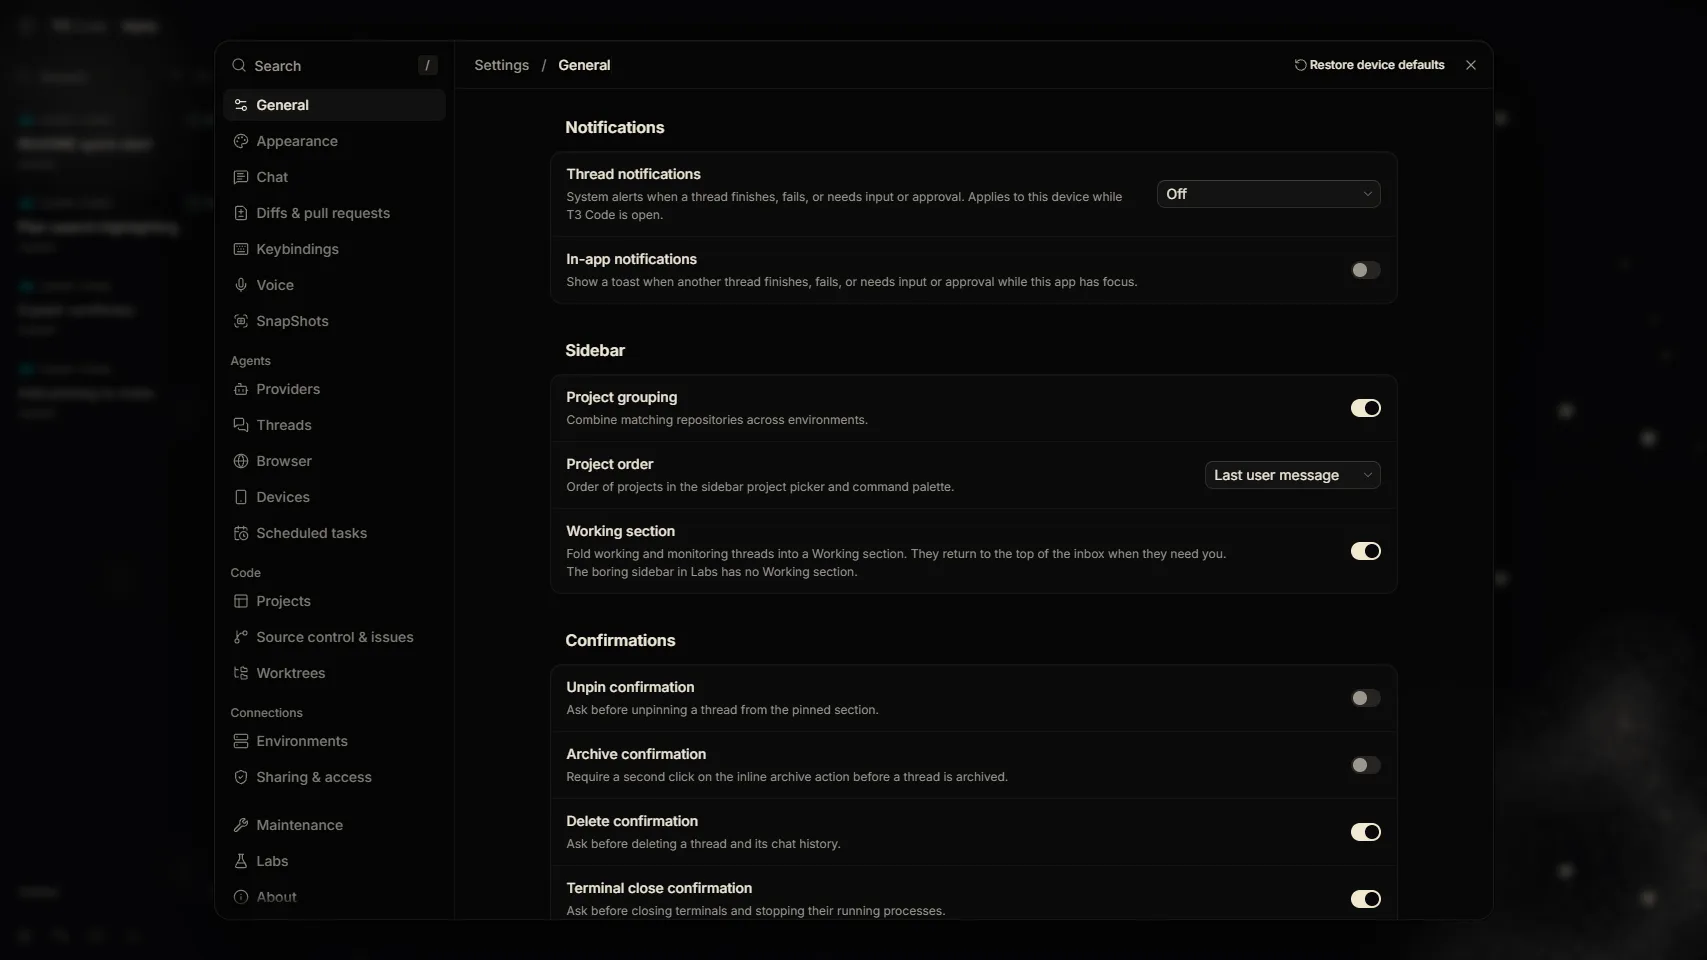 Search
/
General
Appearance
Chat
Diffs & pull requests
Keybindings
Voice
SnapShots
Agents
Providers
Threads
Browser
Devices
Scheduled tasks
Code
Projects
Source control & issues
Worktrees
Connections
Environments
Sharing & access
Maintenance
Labs
About
Settings / General
Restore device defaults
Notifications
Thread notifications
System alerts when a thread finishes, fails, or needs input or approval. Applies to this device while
T3 Code is open.
Off
In-app notifications
Show a toast when another thread finishes, fails, or needs input or approval while this app has focus.
Sidebar
Project grouping
Combine matching repositories across environments.
Project order
Order of projects in the sidebar project picker and command palette.
Last user message
Working section
Fold working and monitoring threads into a Working section. They return to the top of the inbox when they need you.
The boring sidebar in Labs has no Working section.
Confirmations
Unpin confirmation
Ask before unpinning a thread from the pinned section.
Archive confirmation
Require a second click on the inline archive action before a thread is archived.
Delete confirmation
Ask before deleting a thread and its chat history.
Terminal close confirmation
Ask before closing terminals and stopping their running processes.